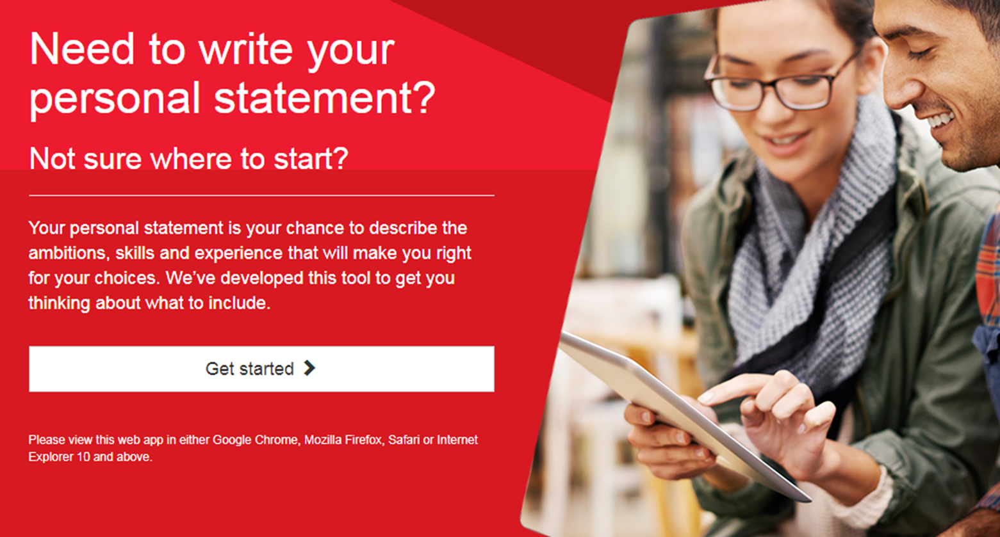 Need to write your
personal statement?
Not sure where to start?
Your personal statement is your chance to describe the
ambitions, skills and experience that will make you right
for your choices. We’ve developed this tool to get you
thinking about what to include.
Get started
Please view this web app in either Google Chrome, Mozilla Firefox, Safari or Internet
Explorer 10 and above.